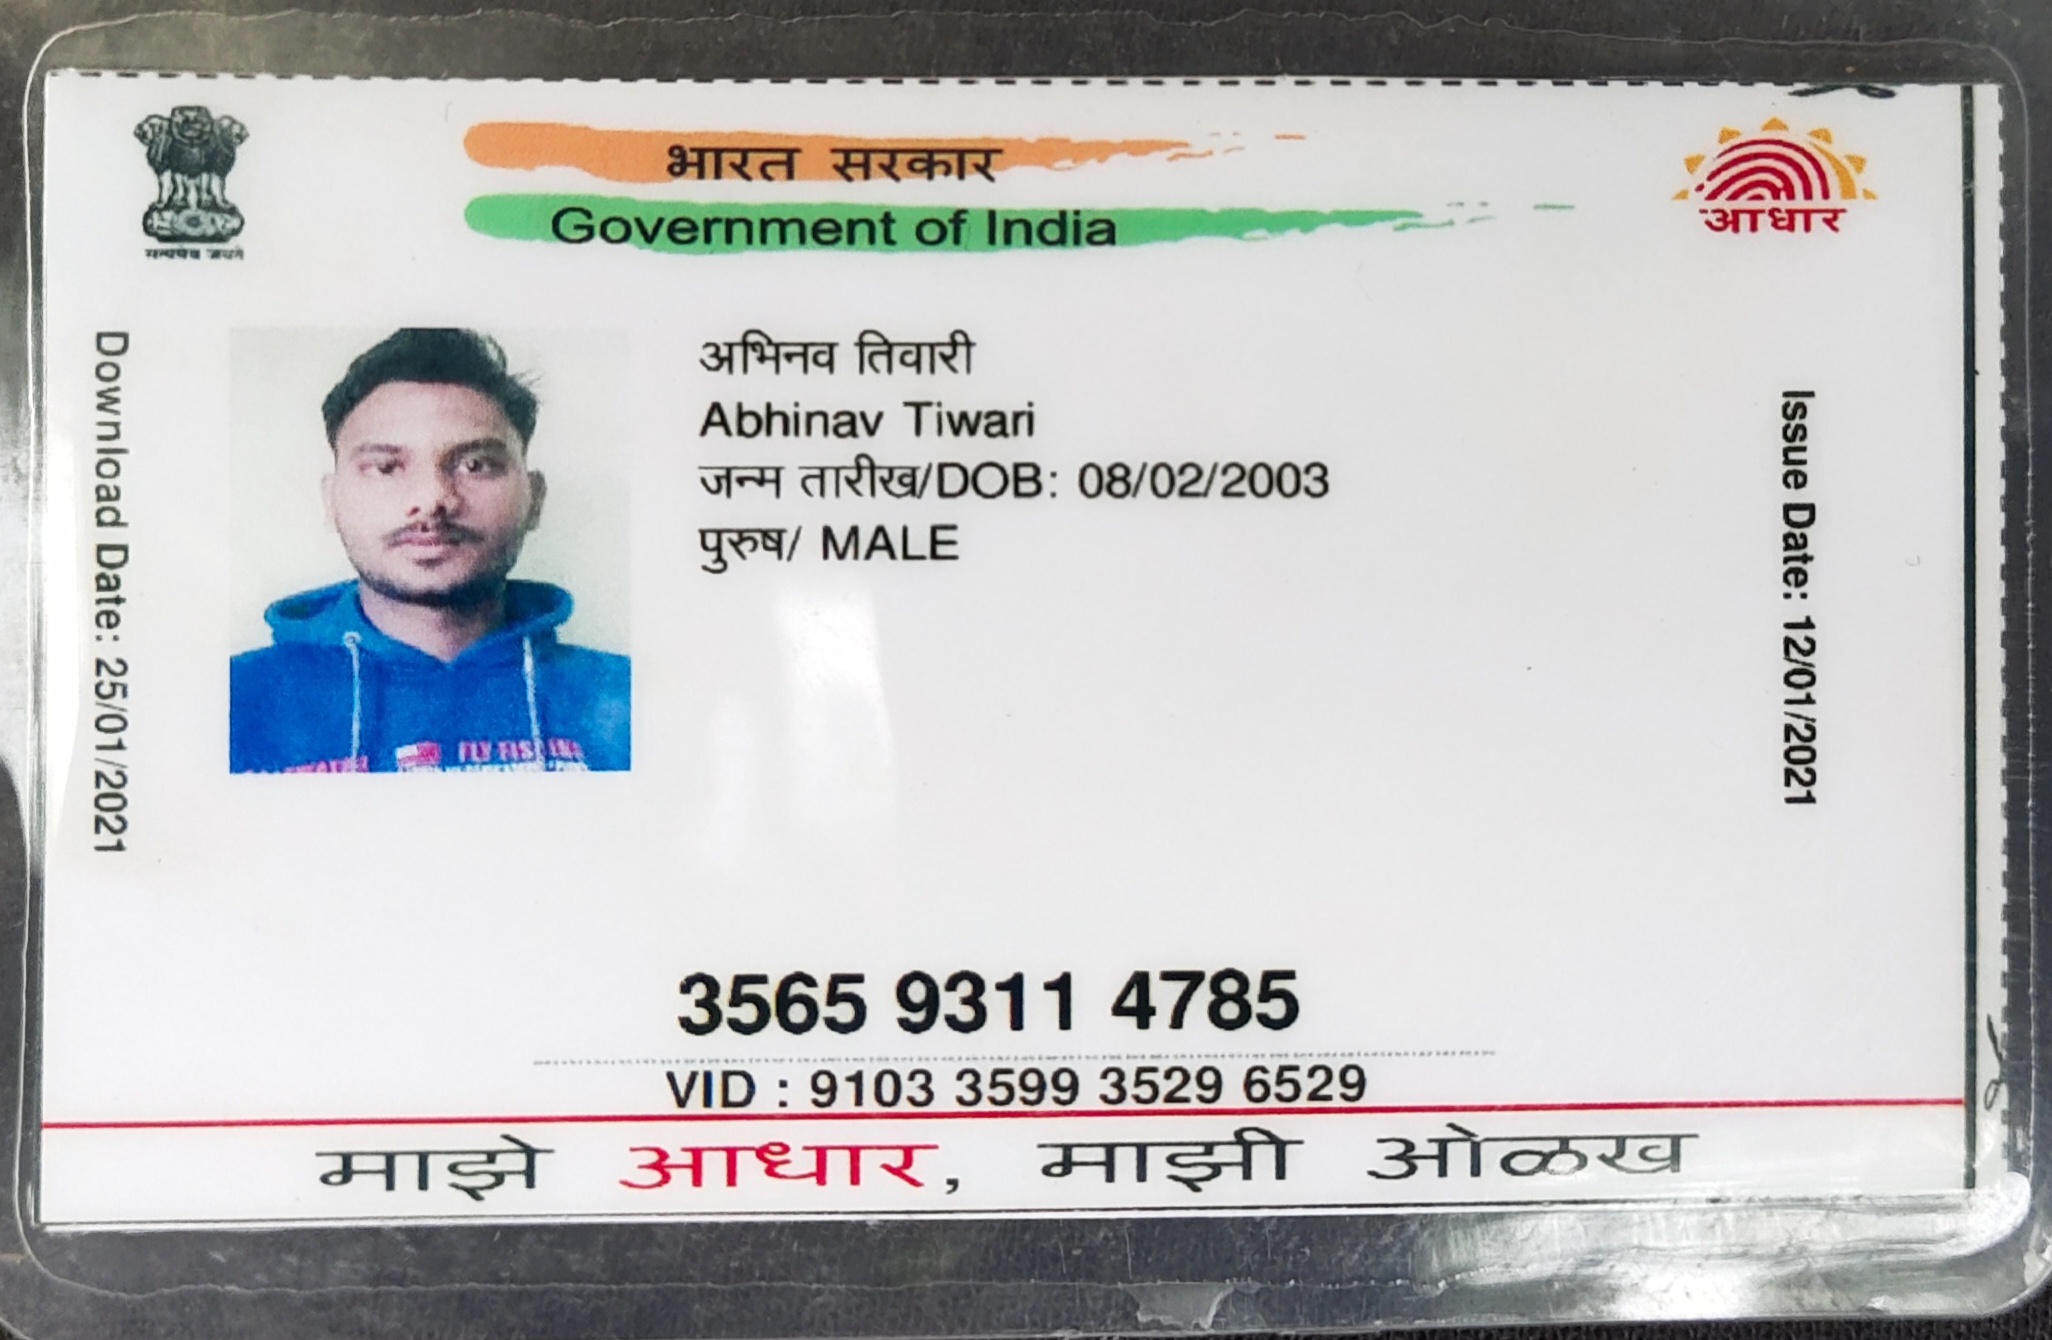 सत्यमेव जयते
भारत सरकार
Government of India
आधार
Download Date: 25/01/2021
अभिनव तिवारी
Abhinav Tiwari
जन्म तारीख/DOB: 08/02/2003
पुरुष/ MALE
Issue Date: 12/01/2021
FLY
3565 9311 4785
VID : 9103 3599 3529 6529
माझे आधार, माझी ओळख